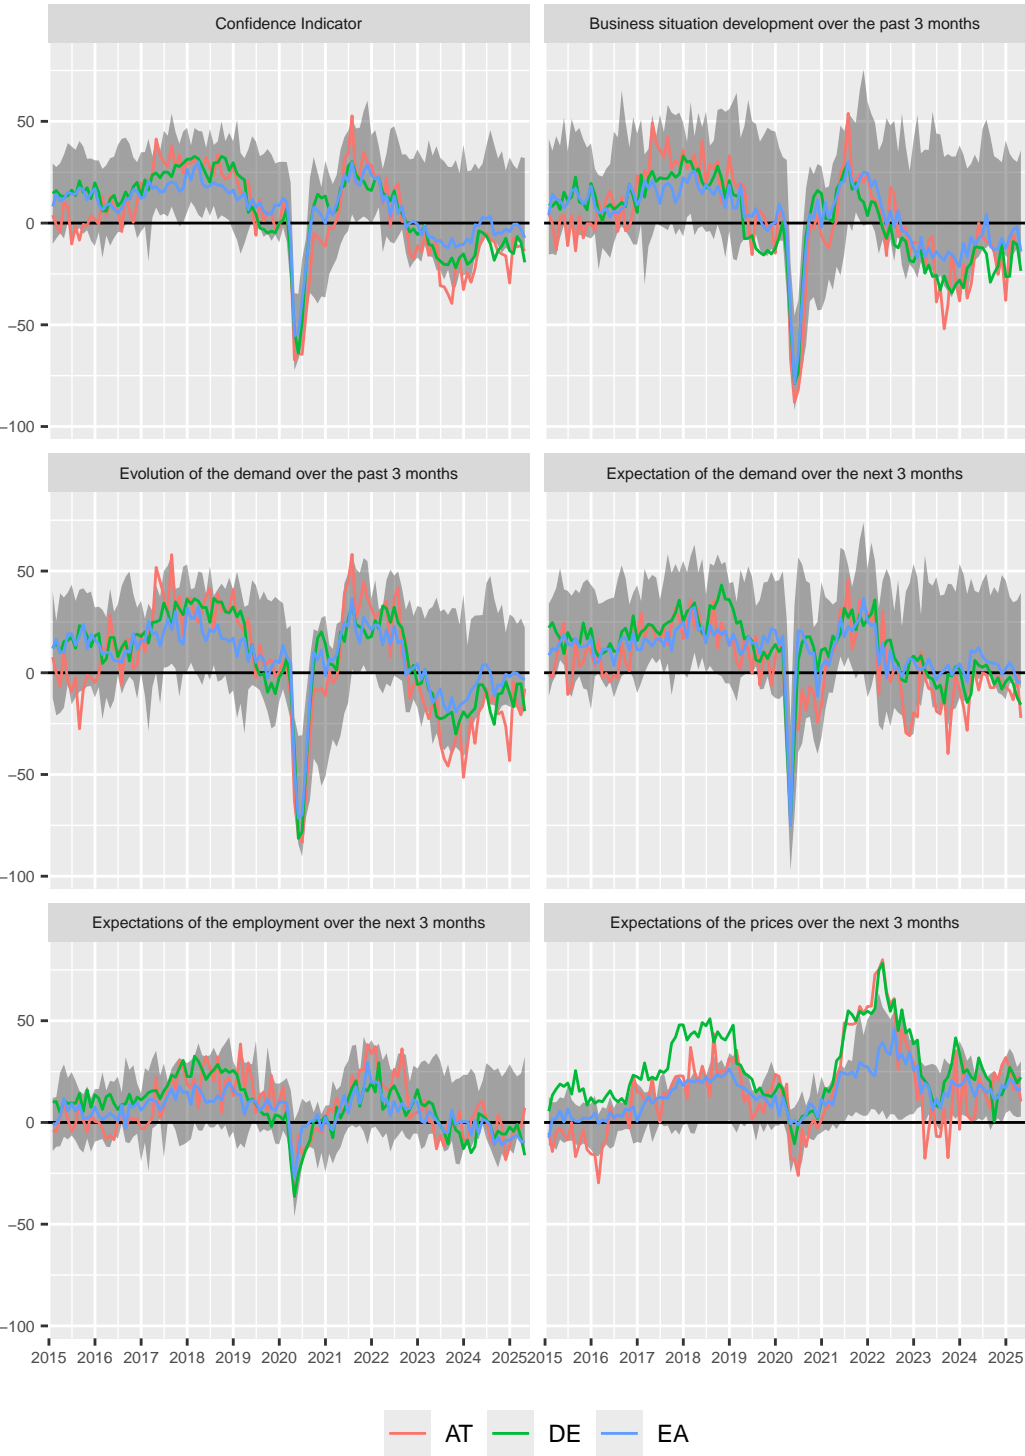 Confidence Indicator
Business situation development over the past 3 months
50
0
−50
−100
Evolution of the demand over the past 3 months
Expectation of the demand over the next 3 months
50
0
−50
−100
Expectations of the employment over the next 3 months
Expectations of the prices over the next 3 months
50
0
−50
−100
2015 2016 2017 2018 2019 2020 2021 2022 2023 2024 2025
2015 2016 2017 2018 2019 2020 2021 2022 2023 2024 2025
AT DE EA